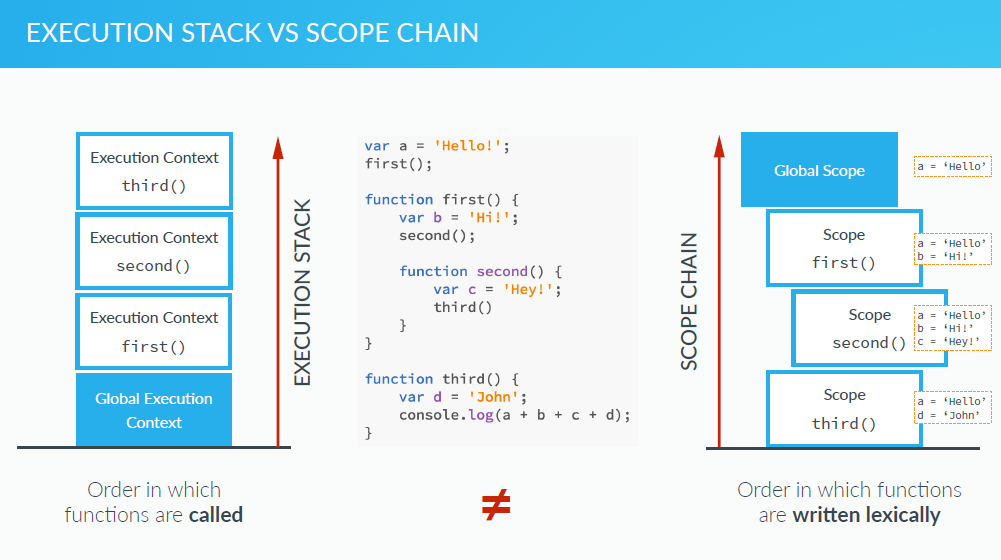 EXECUTION STACK VS SCOPE CHAIN
Execution Context
third()
Execution Context
second()
Execution Context
first()
Global Execution
Context
EXECUTION STACK
Order in which
functions are called
var a = 'Hello!';
first();
function first() {
var b = 'Hi!';
second();
function second() {
var c = 'Hey!';
third()
}
}
function third() {
var d = 'John';
console.log(a + b + c + d);
}
≠
SCOPE CHAIN
Global Scope
a = ‘Hello’
Scope
first()
a = ‘Hello’
b = ‘Hi!’
Scope
second()
a = ‘Hello’
b = ‘Hi!’
c = ‘Hey!’
Scope
third()
a = ‘Hello’
d = ‘John’
Order in which functions
are written lexically